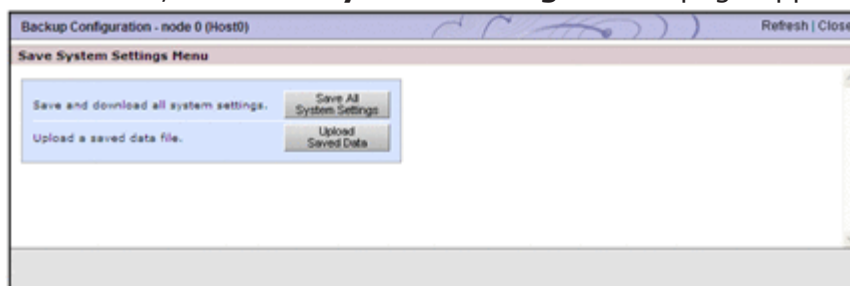 Backup Configuration - node 0 (Host0) Refresh | Close
Save System Settings Menu
Save and download all system settings. Save All System Settings
Upload a saved data file. Upload Saved Data